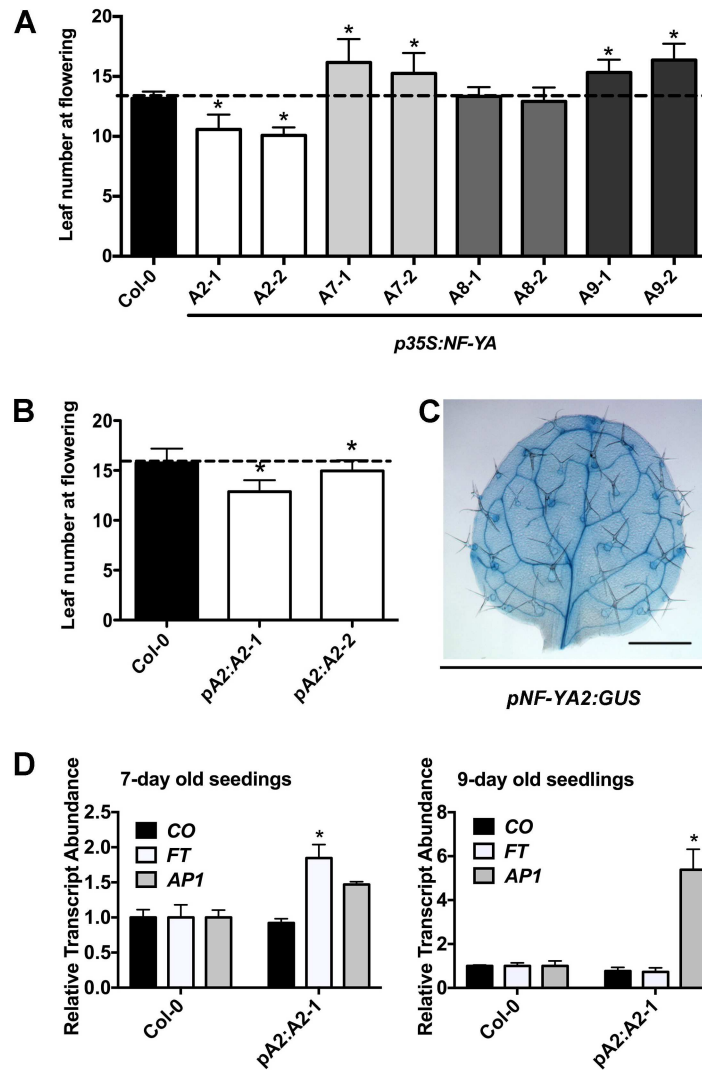 A
Leaf number at flowering
20
15
10
5
0
* * * * * *
Col-0 A2-1 A2-2 A7-1 A7-2 A8-1 A8-2 A9-1 A9-2
p35S:NF-YA
B
Leaf number at flowering
20
15
10
5
0
* *
Col-0 pA2:A2-1 pA2:A2-2
C
pNF-YA2:GUS
D
7-day old seedings
Relative Transcript Abundance
2.5
2.0
1.5
1.0
0.5
0.0
CO
FT
AP1
*
Col-0 pA2:A2-1
9-day old seedlings
Relative Transcript Abundance
8
6
4
2
0
CO
FT
AP1
*
Col-0 pA2:A2-1